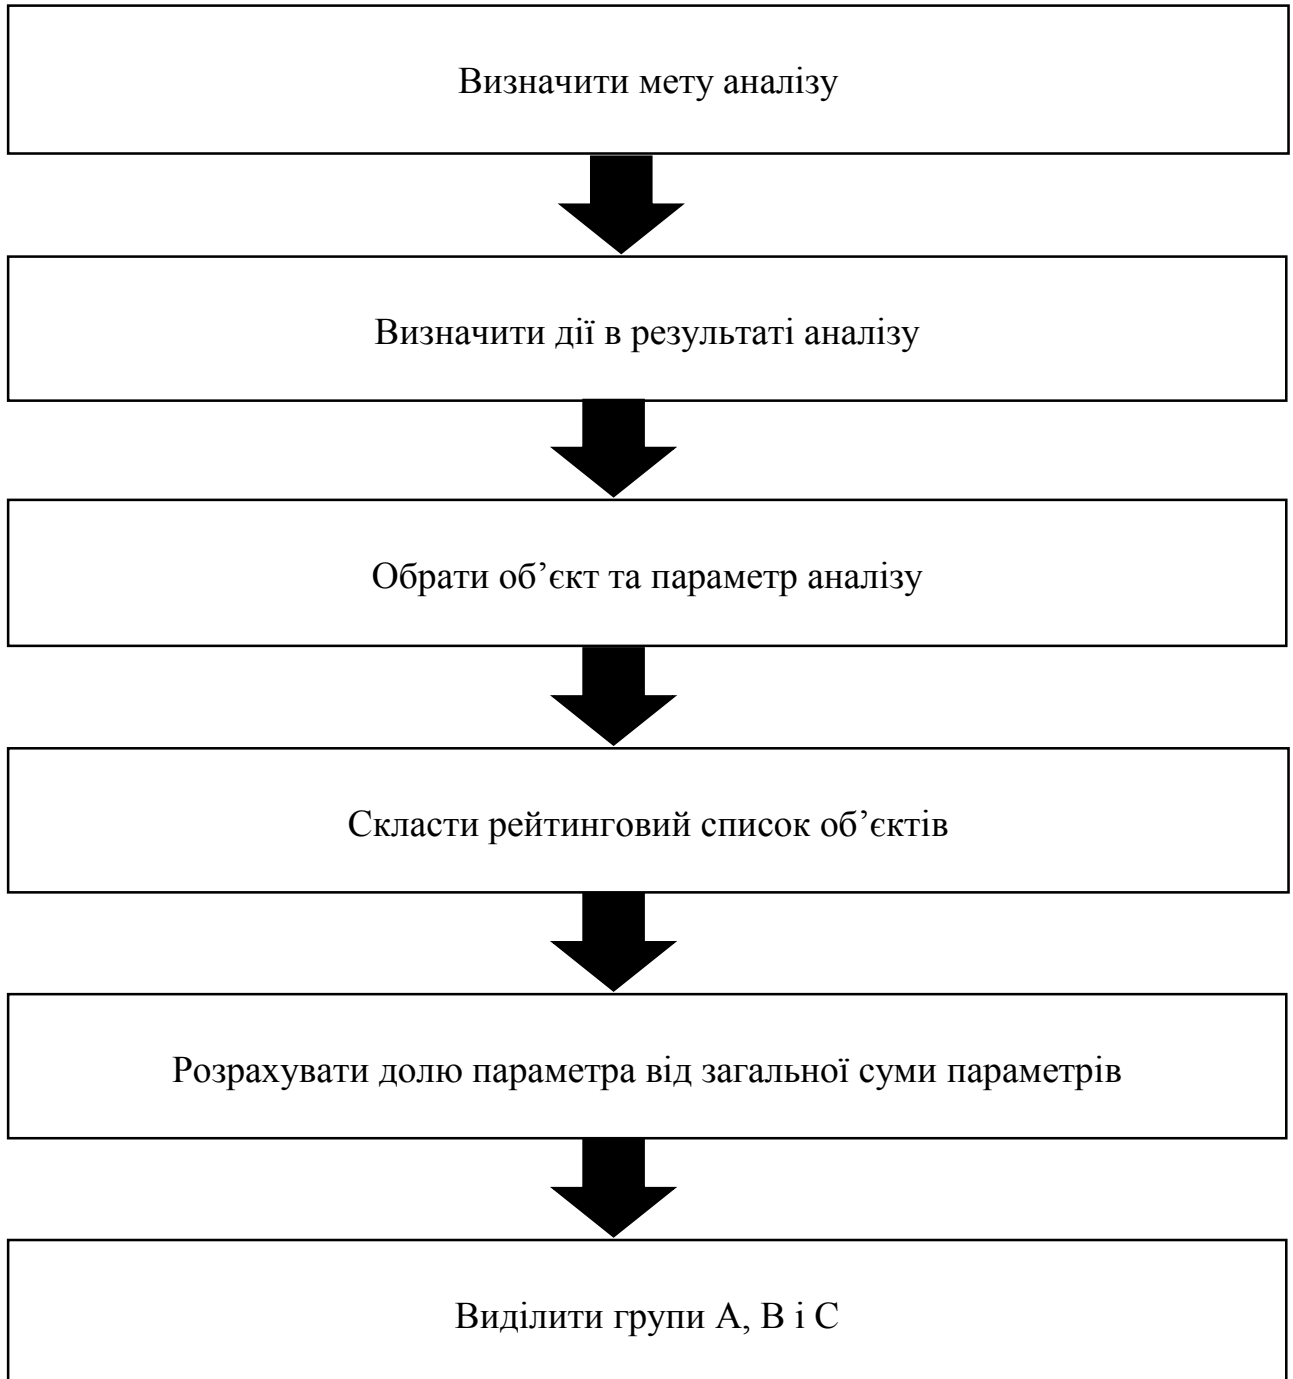 Визначити мету аналізу
Визначити дії в результаті аналізу
Обрати об’єкт та параметр аналізу
Скласти рейтинговий список об’єктів
Розрахувати долю параметра від загальної суми параметрів
Виділити групи А, В і С